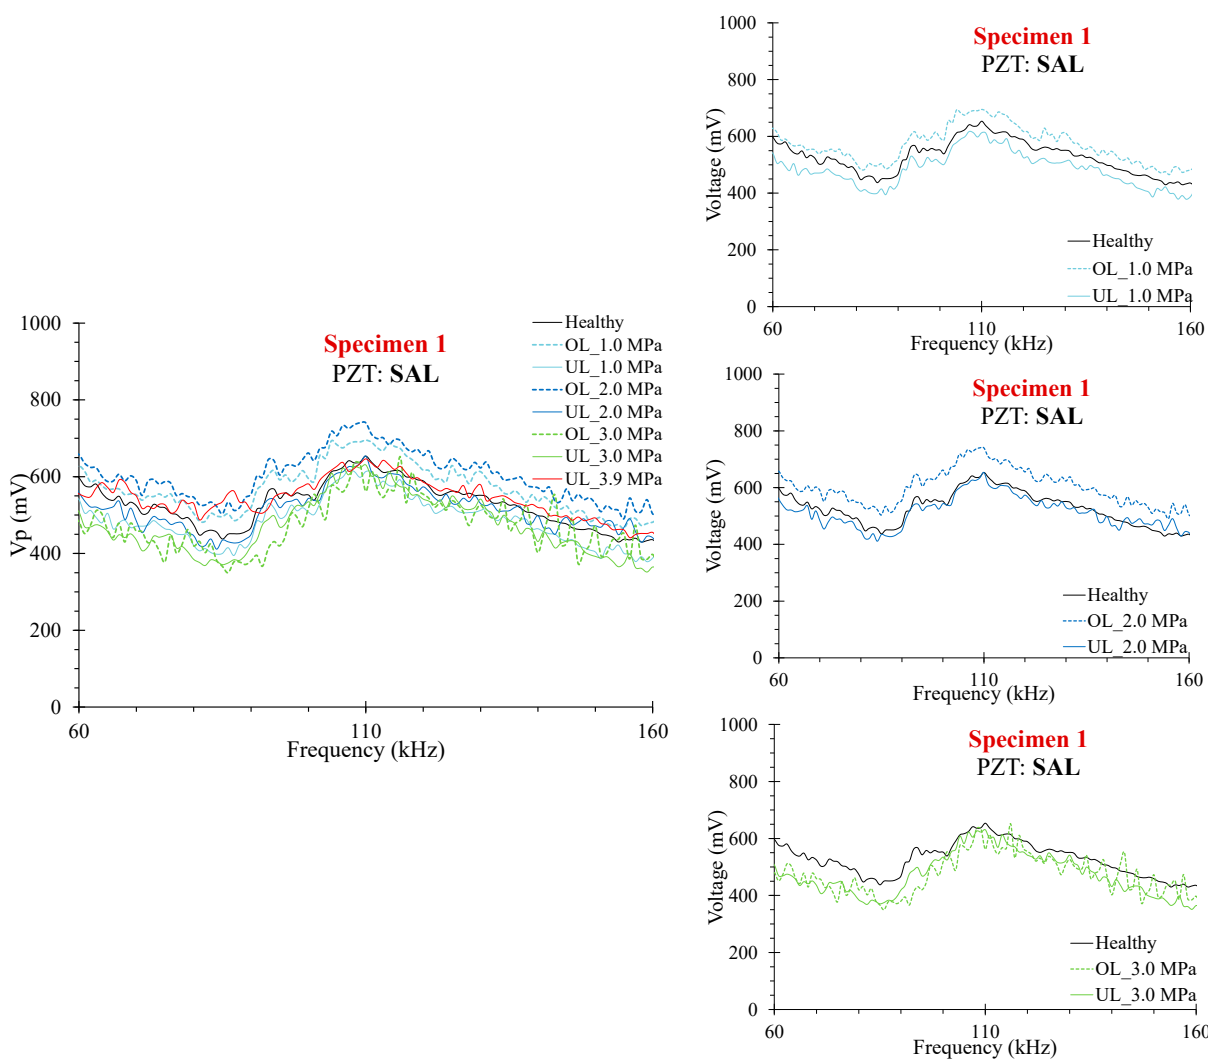 Specimen 1
PZT: SAL
1000
800
600
400
200
0
Vp (mV)
60
110
160
Frequency (kHz)
Healthy
OL_1.0 MPa
UL_1.0 MPa
OL_2.0 MPa
UL_2.0 MPa
OL_3.0 MPa
UL_3.0 MPa
UL_3.9 MPa
Specimen 1
PZT: SAL
1000
800
600
400
200
0
Voltage (mV)
60
110
160
Frequency (kHz)
Healthy
OL_1.0 MPa
UL_1.0 MPa
Specimen 1
PZT: SAL
1000
800
600
400
200
0
Voltage (mV)
60
110
160
Frequency (kHz)
Healthy
OL_2.0 MPa
UL_2.0 MPa
Specimen 1
PZT: SAL
1000
800
600
400
200
0
Voltage (mV)
60
110
160
Frequency (kHz)
Healthy
OL_3.0 MPa
UL_3.0 MPa